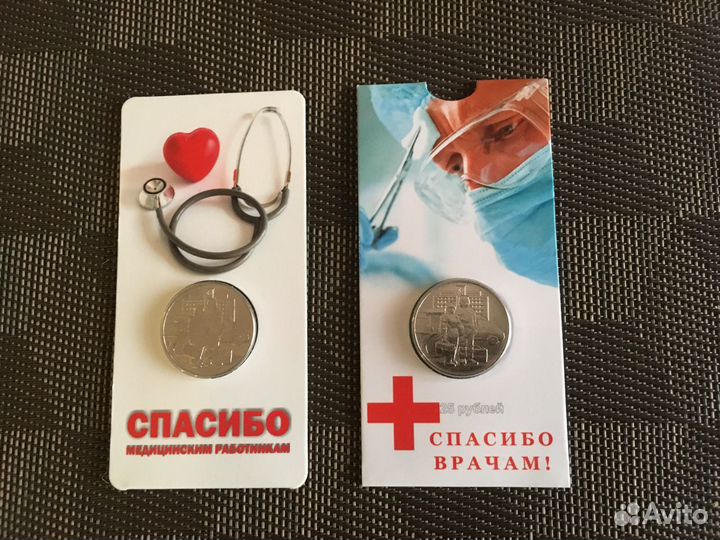 СПАСИБО
МЕДИЦИНСКИМ РАБОТНИКАМ
25 рублей
СПАСИБО
ВРАЧАМ!
Avito